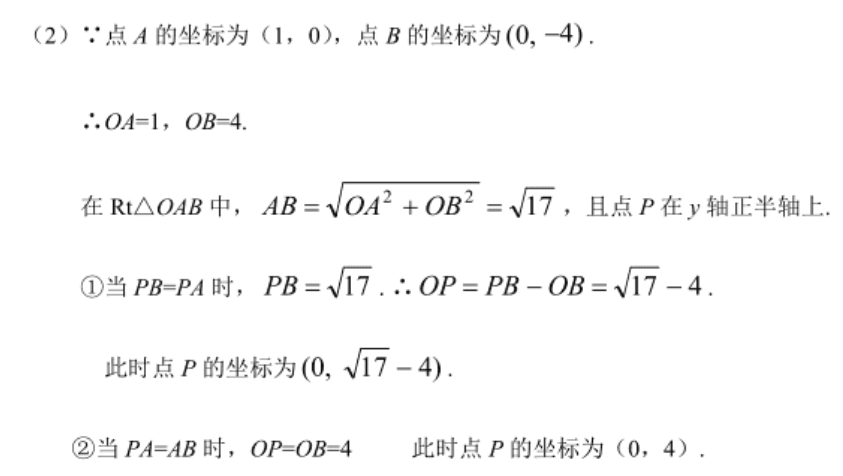 （2）∵点 A 的坐标为（1，0），点 B 的坐标为(0, −4) .
∴OA=1，OB=4.
在 Rt△OAB 中， AB = √(OA² + OB²) = √17 ，且点 P 在 y 轴正半轴上.
①当 PB=PA 时， PB = √17 . ∴ OP = PB − OB = √17 − 4 .
此时点 P 的坐标为(0, √17 − 4) .
②当 PA=AB 时，OP=OB=4 此时点 P 的坐标为（0，4）.